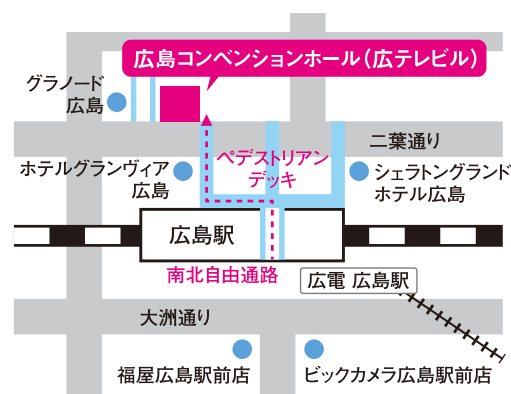 広島コンベンションホール(広テレビル)
グラノード
広島
二葉通り
ペデストリアン
デッキ
ホテルグランヴィア
広島
シェラトングランド
ホテル広島
広島駅
南北自由通路
広電 広島駅
大洲通り
福屋広島駅前店
ビックカメラ広島駅前店